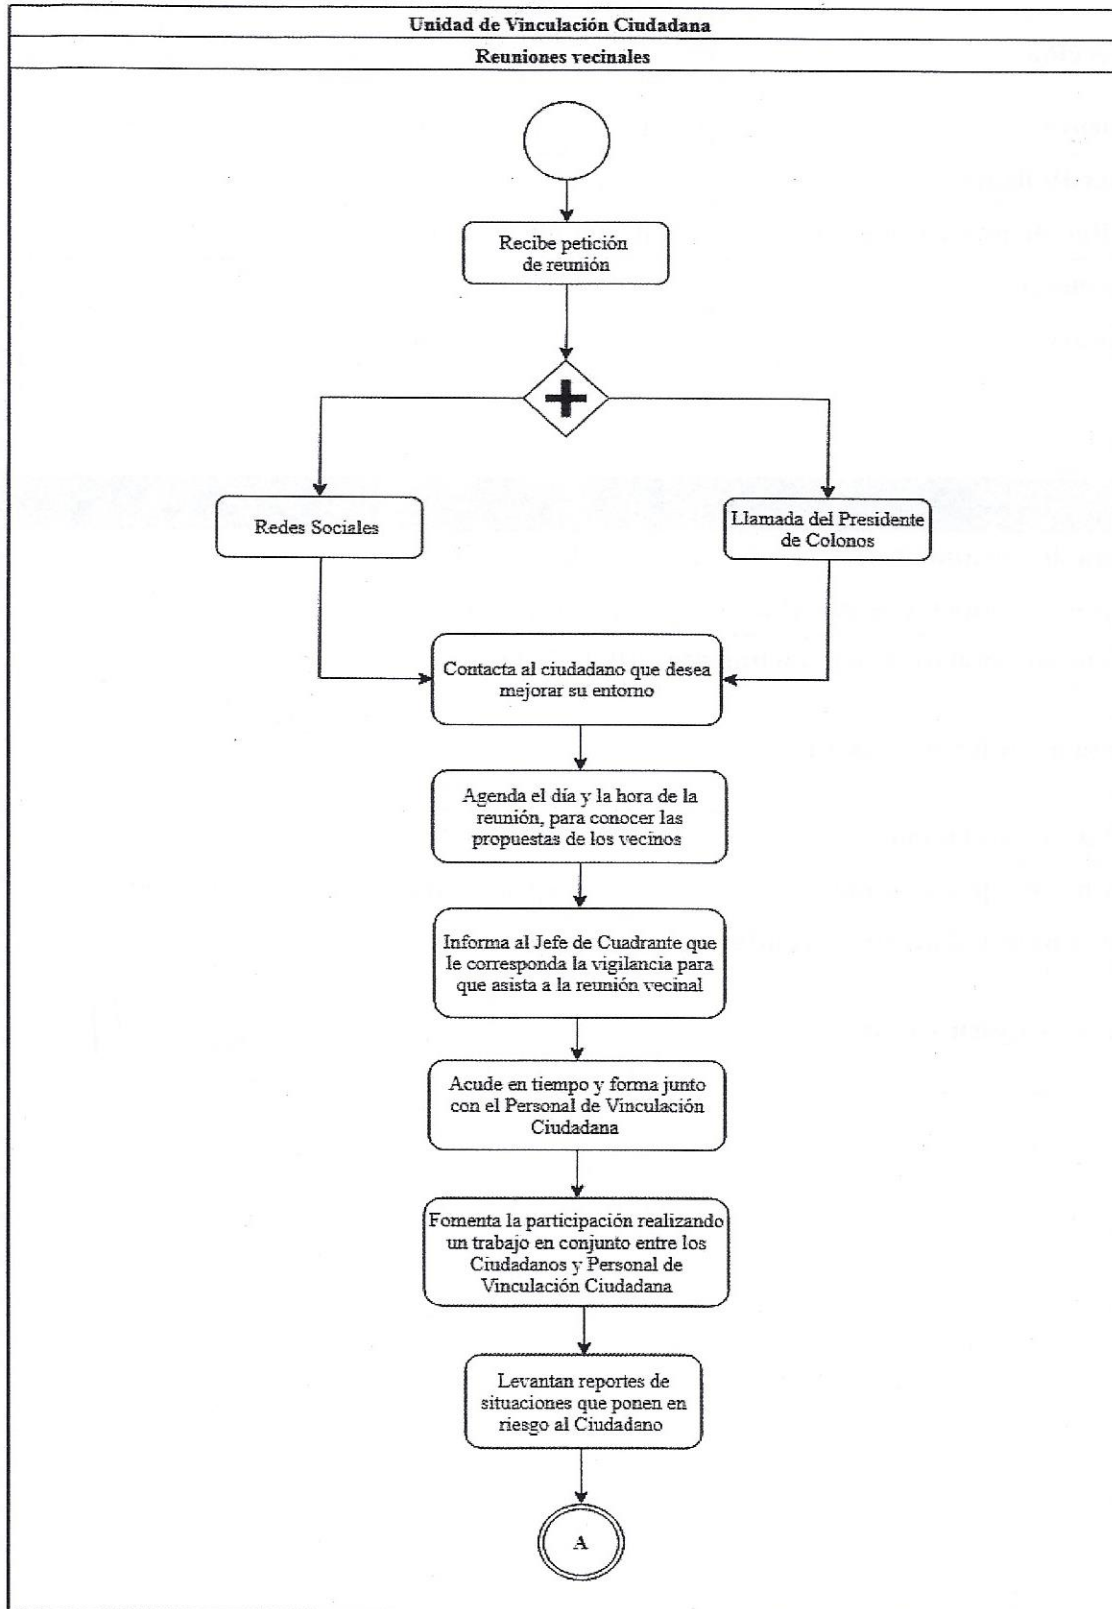 Unidad de Vinculación Ciudadana
Reuniones vecinales
Recibe petición
de reunión
Redes Sociales
Llamada del Presidente
de Colonos
Contacta al ciudadano que desea
mejorar su entorno
Agenda el día y la hora de la
reunión, para conocer las
propuestas de los vecinos
Informa al Jefe de Cuadrante que
le corresponda la vigilancia para
que asista a la reunión vecinal
Acude en tiempo y forma junto
con el Personal de Vinculación
Ciudadana
Fomenta la participación realizando
un trabajo en conjunto entre los
Ciudadanos y Personal de
Vinculación Ciudadana
Levantan reportes de
situaciones que ponen en
riesgo al Ciudadano
A